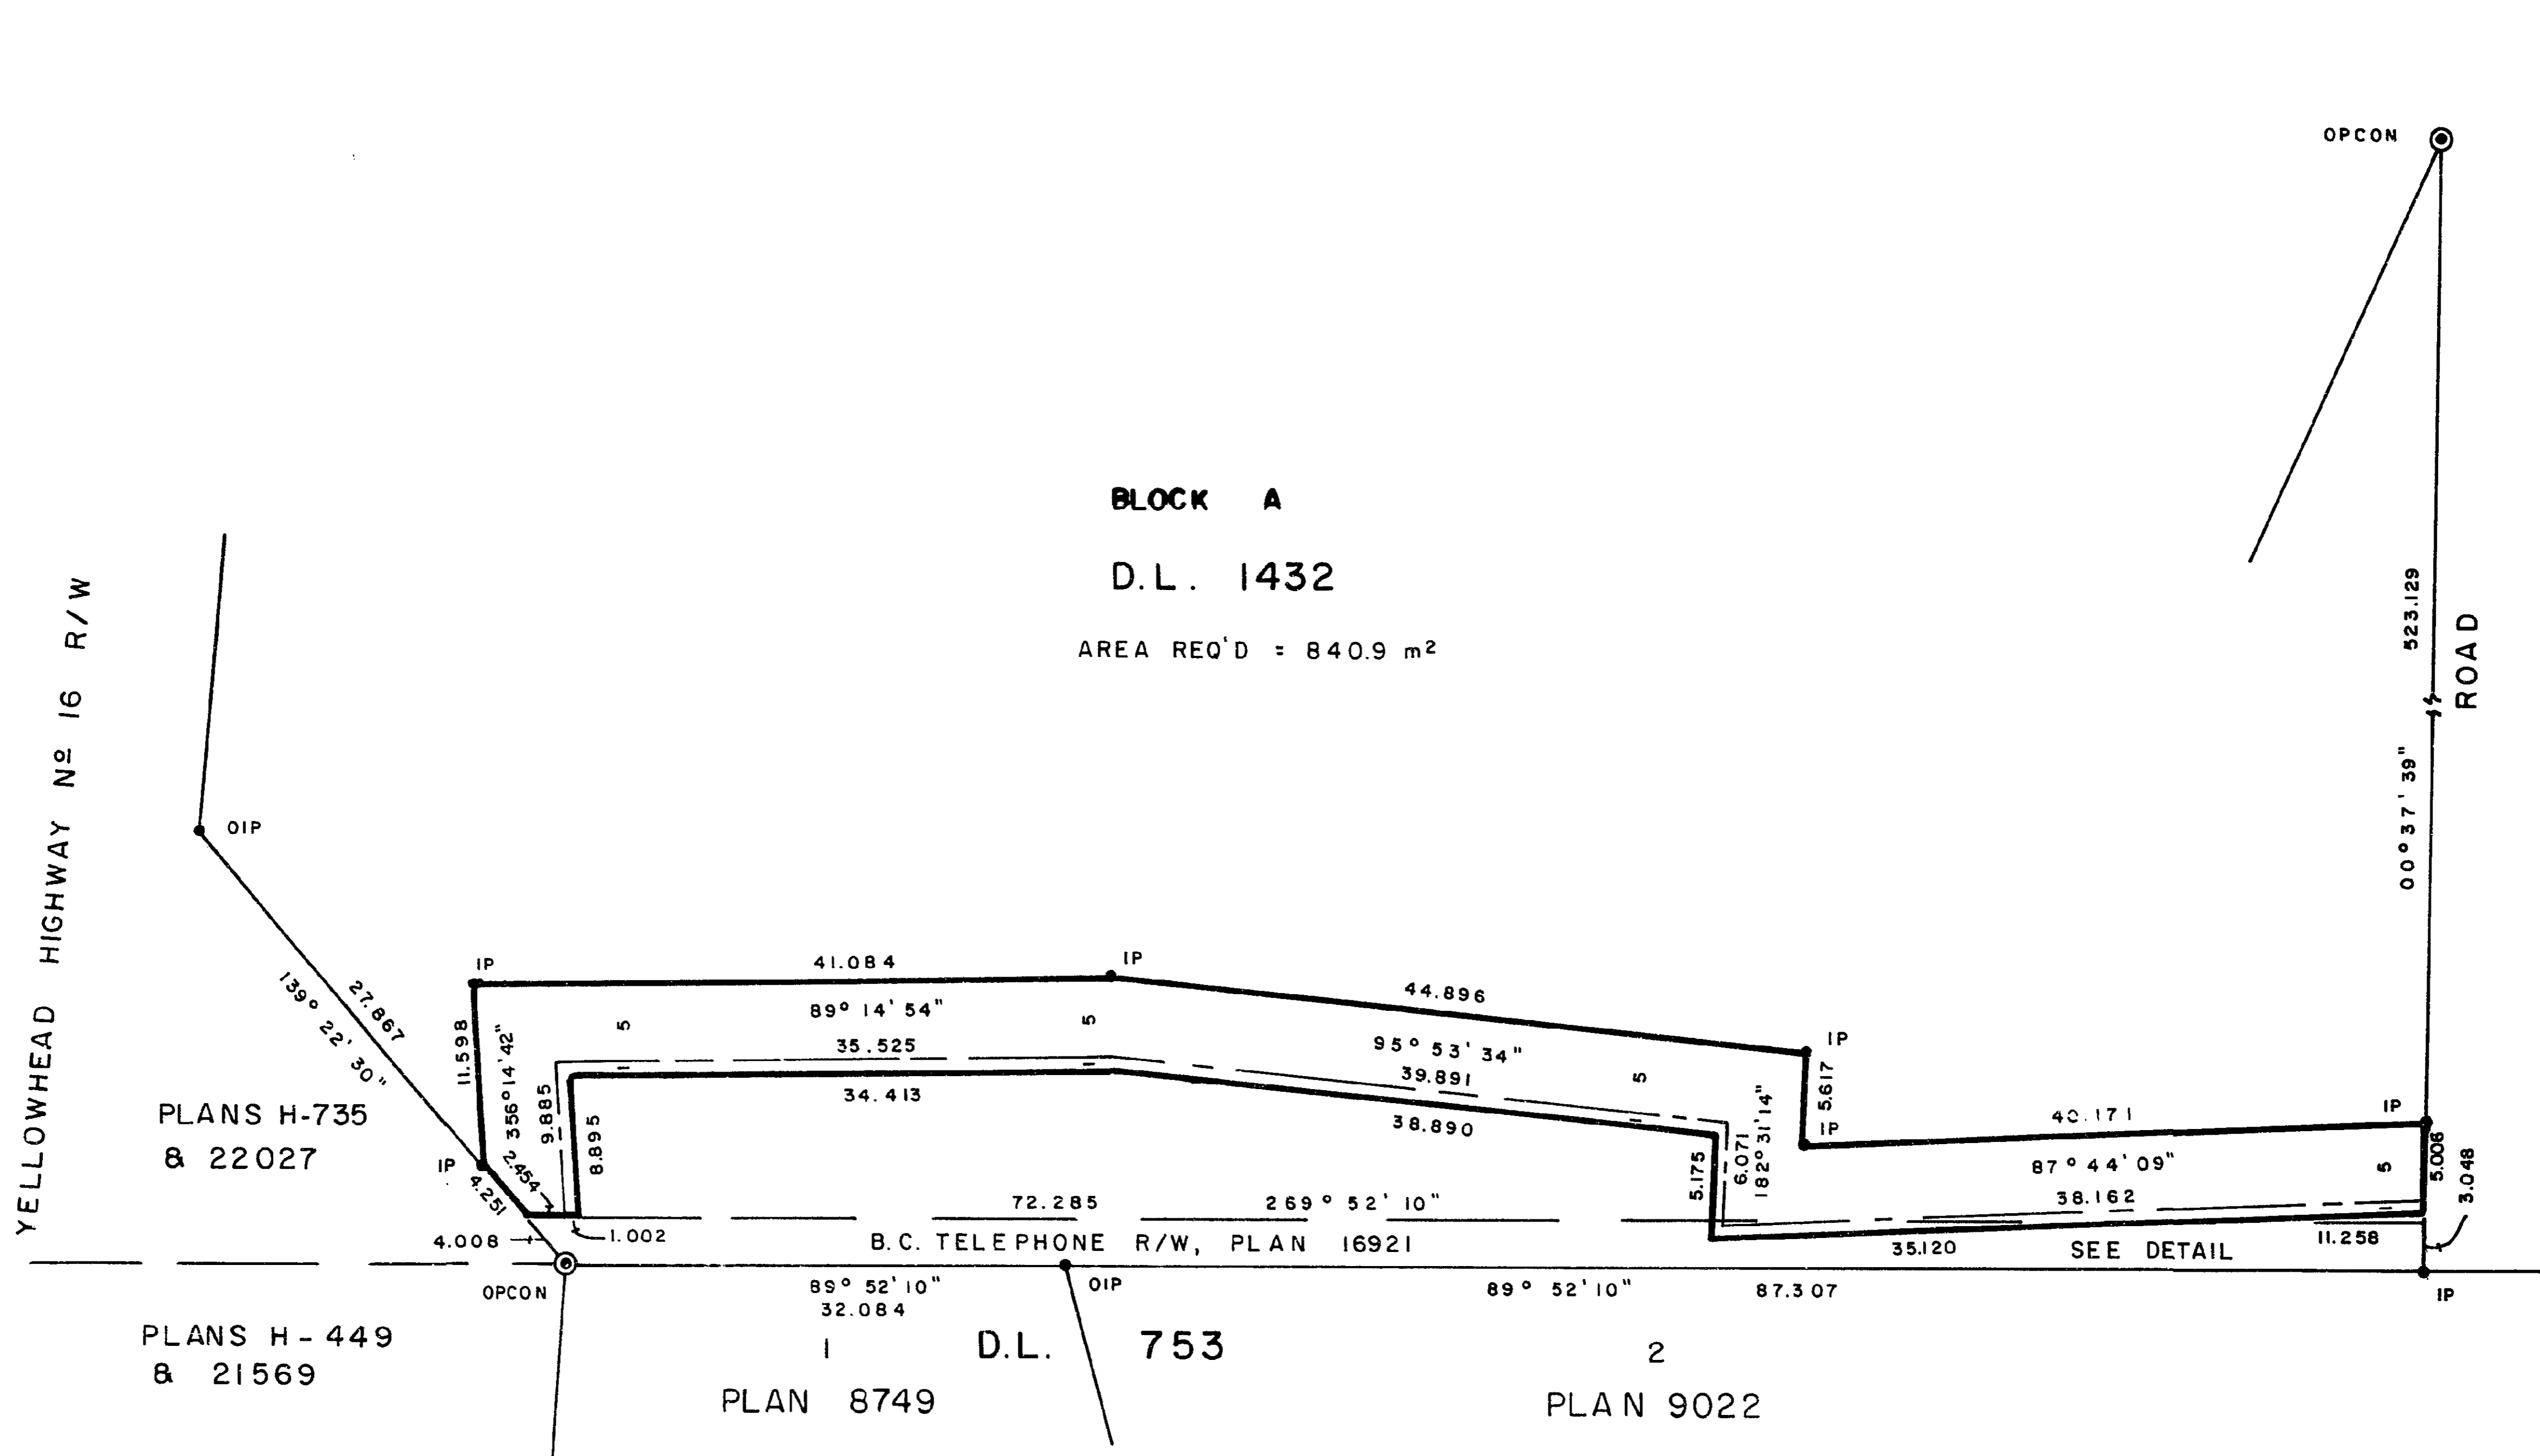 OPCON
BLOCK A
D.L. 1432
AREA REQ'D = 840.9 m²
YELLOWHEAD HIGHWAY Nº 16 R/W
523.129
00° 37' 39"
ROAD
OIP
139° 22' 30"
27.867
IP
41.084
IP
89° 14' 54"
44.896
IP
95° 53' 34"
5
35.525
5
39.891
5
11.598
356° 14' 42"
9.885
8.895
34.413
38.890
5.617
IP
40.171
IP
87° 44' 09"
5
38.162
5.006
3.048
PLANS H-735
& 22027
IP
4.251
2.454
5.175
6.071
182° 31' 14"
72.285
269° 52' 10"
4.008
1.002
B.C. TELEPHONE R/W, PLAN 16921
35.120
SEE DETAIL
11.258
OPCON
89° 52' 10"
32.084
OIP
89° 52' 10"
87.307
IP
PLANS H-449
& 21569
1
D.L. 753
2
PLAN 8749
PLAN 9022